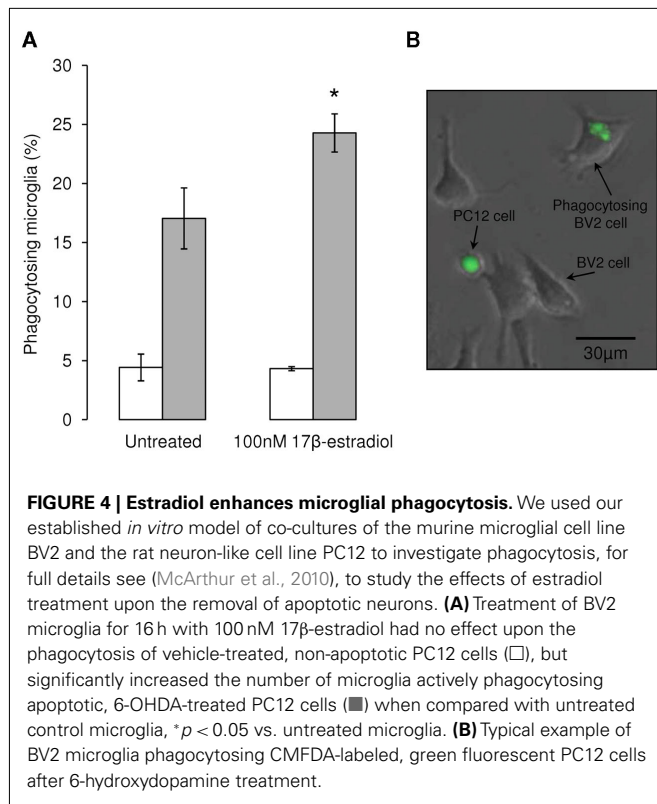 A
B
30
25
20
15
10
5
0
Phagocytosing microglia (%)
*
Untreated
100nM 17β-estradiol
Phagocytosing
BV2 cell
PC12 cell
BV2 cell
30µm
FIGURE 4 | Estradiol enhances microglial phagocytosis. We used our
established in vitro model of co-cultures of the murine microglial cell line
BV2 and the rat neuron-like cell line PC12 to investigate phagocytosis, for
full details see (McArthur et al., 2010), to study the effects of estradiol
treatment upon the removal of apoptotic neurons. (A) Treatment of BV2
microglia for 16 h with 100 nM 17β-estradiol had no effect upon the
phagocytosis of vehicle-treated, non-apoptotic PC12 cells (□), but
significantly increased the number of microglia actively phagocytosing
apoptotic, 6-OHDA-treated PC12 cells (■) when compared with untreated
control microglia, *p < 0.05 vs. untreated microglia. (B) Typical example of
BV2 microglia phagocytosing CMFDA-labeled, green fluorescent PC12 cells
after 6-hydroxydopamine treatment.